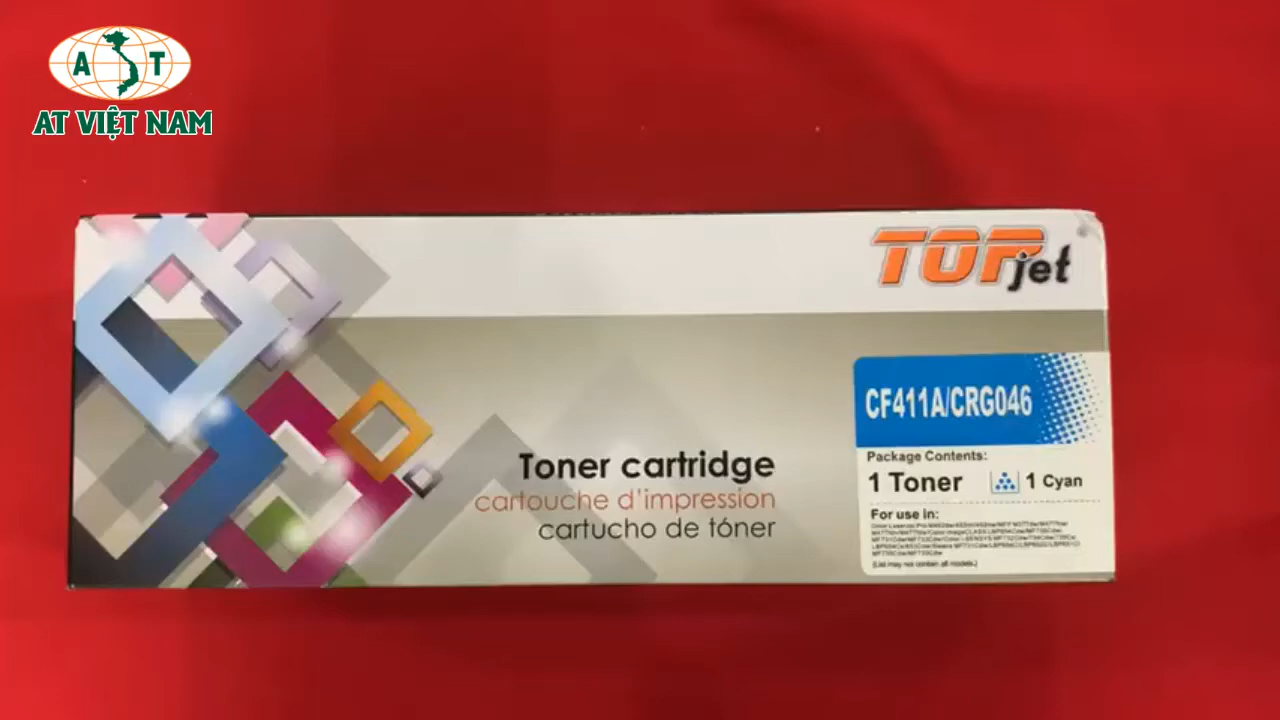 A T
AT VIỆT NAM
TOPjet
CF411A/CRG046
Package Contents:
1 Toner 1 Cyan
For use in:
(List may not contain all models.)
Toner cartridge
cartouche d'impression
cartucho de tóner